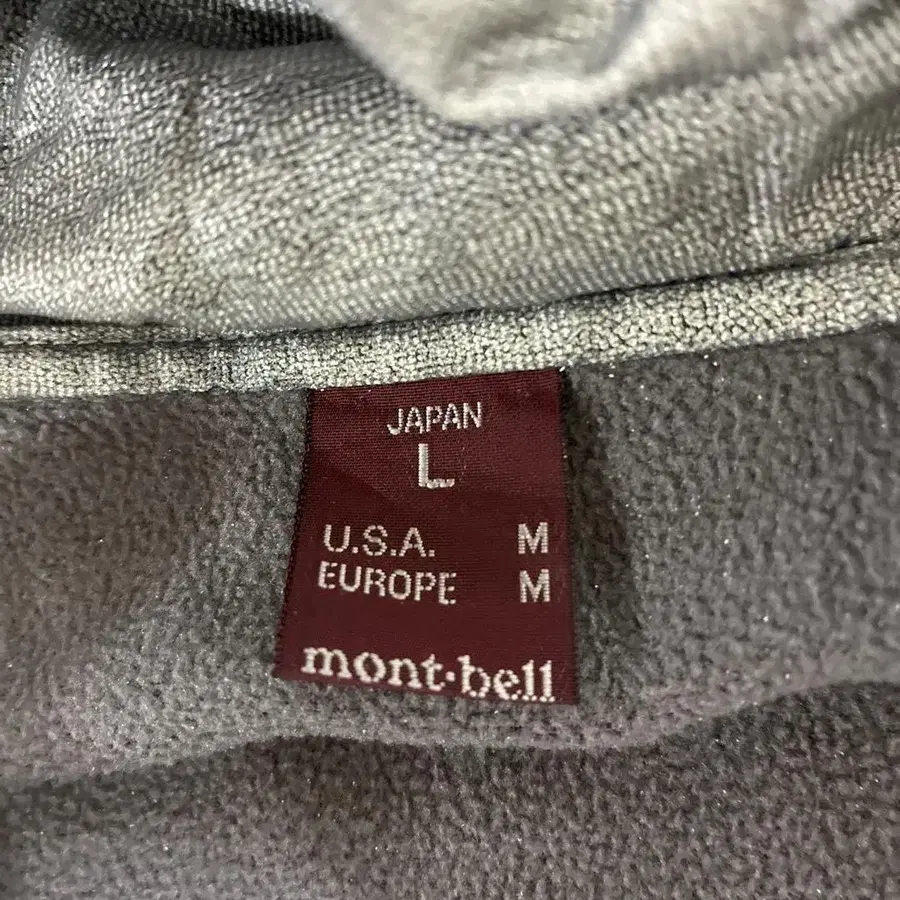 JAPAN
L
U.S.A. M
EUROPE M
mont·bell